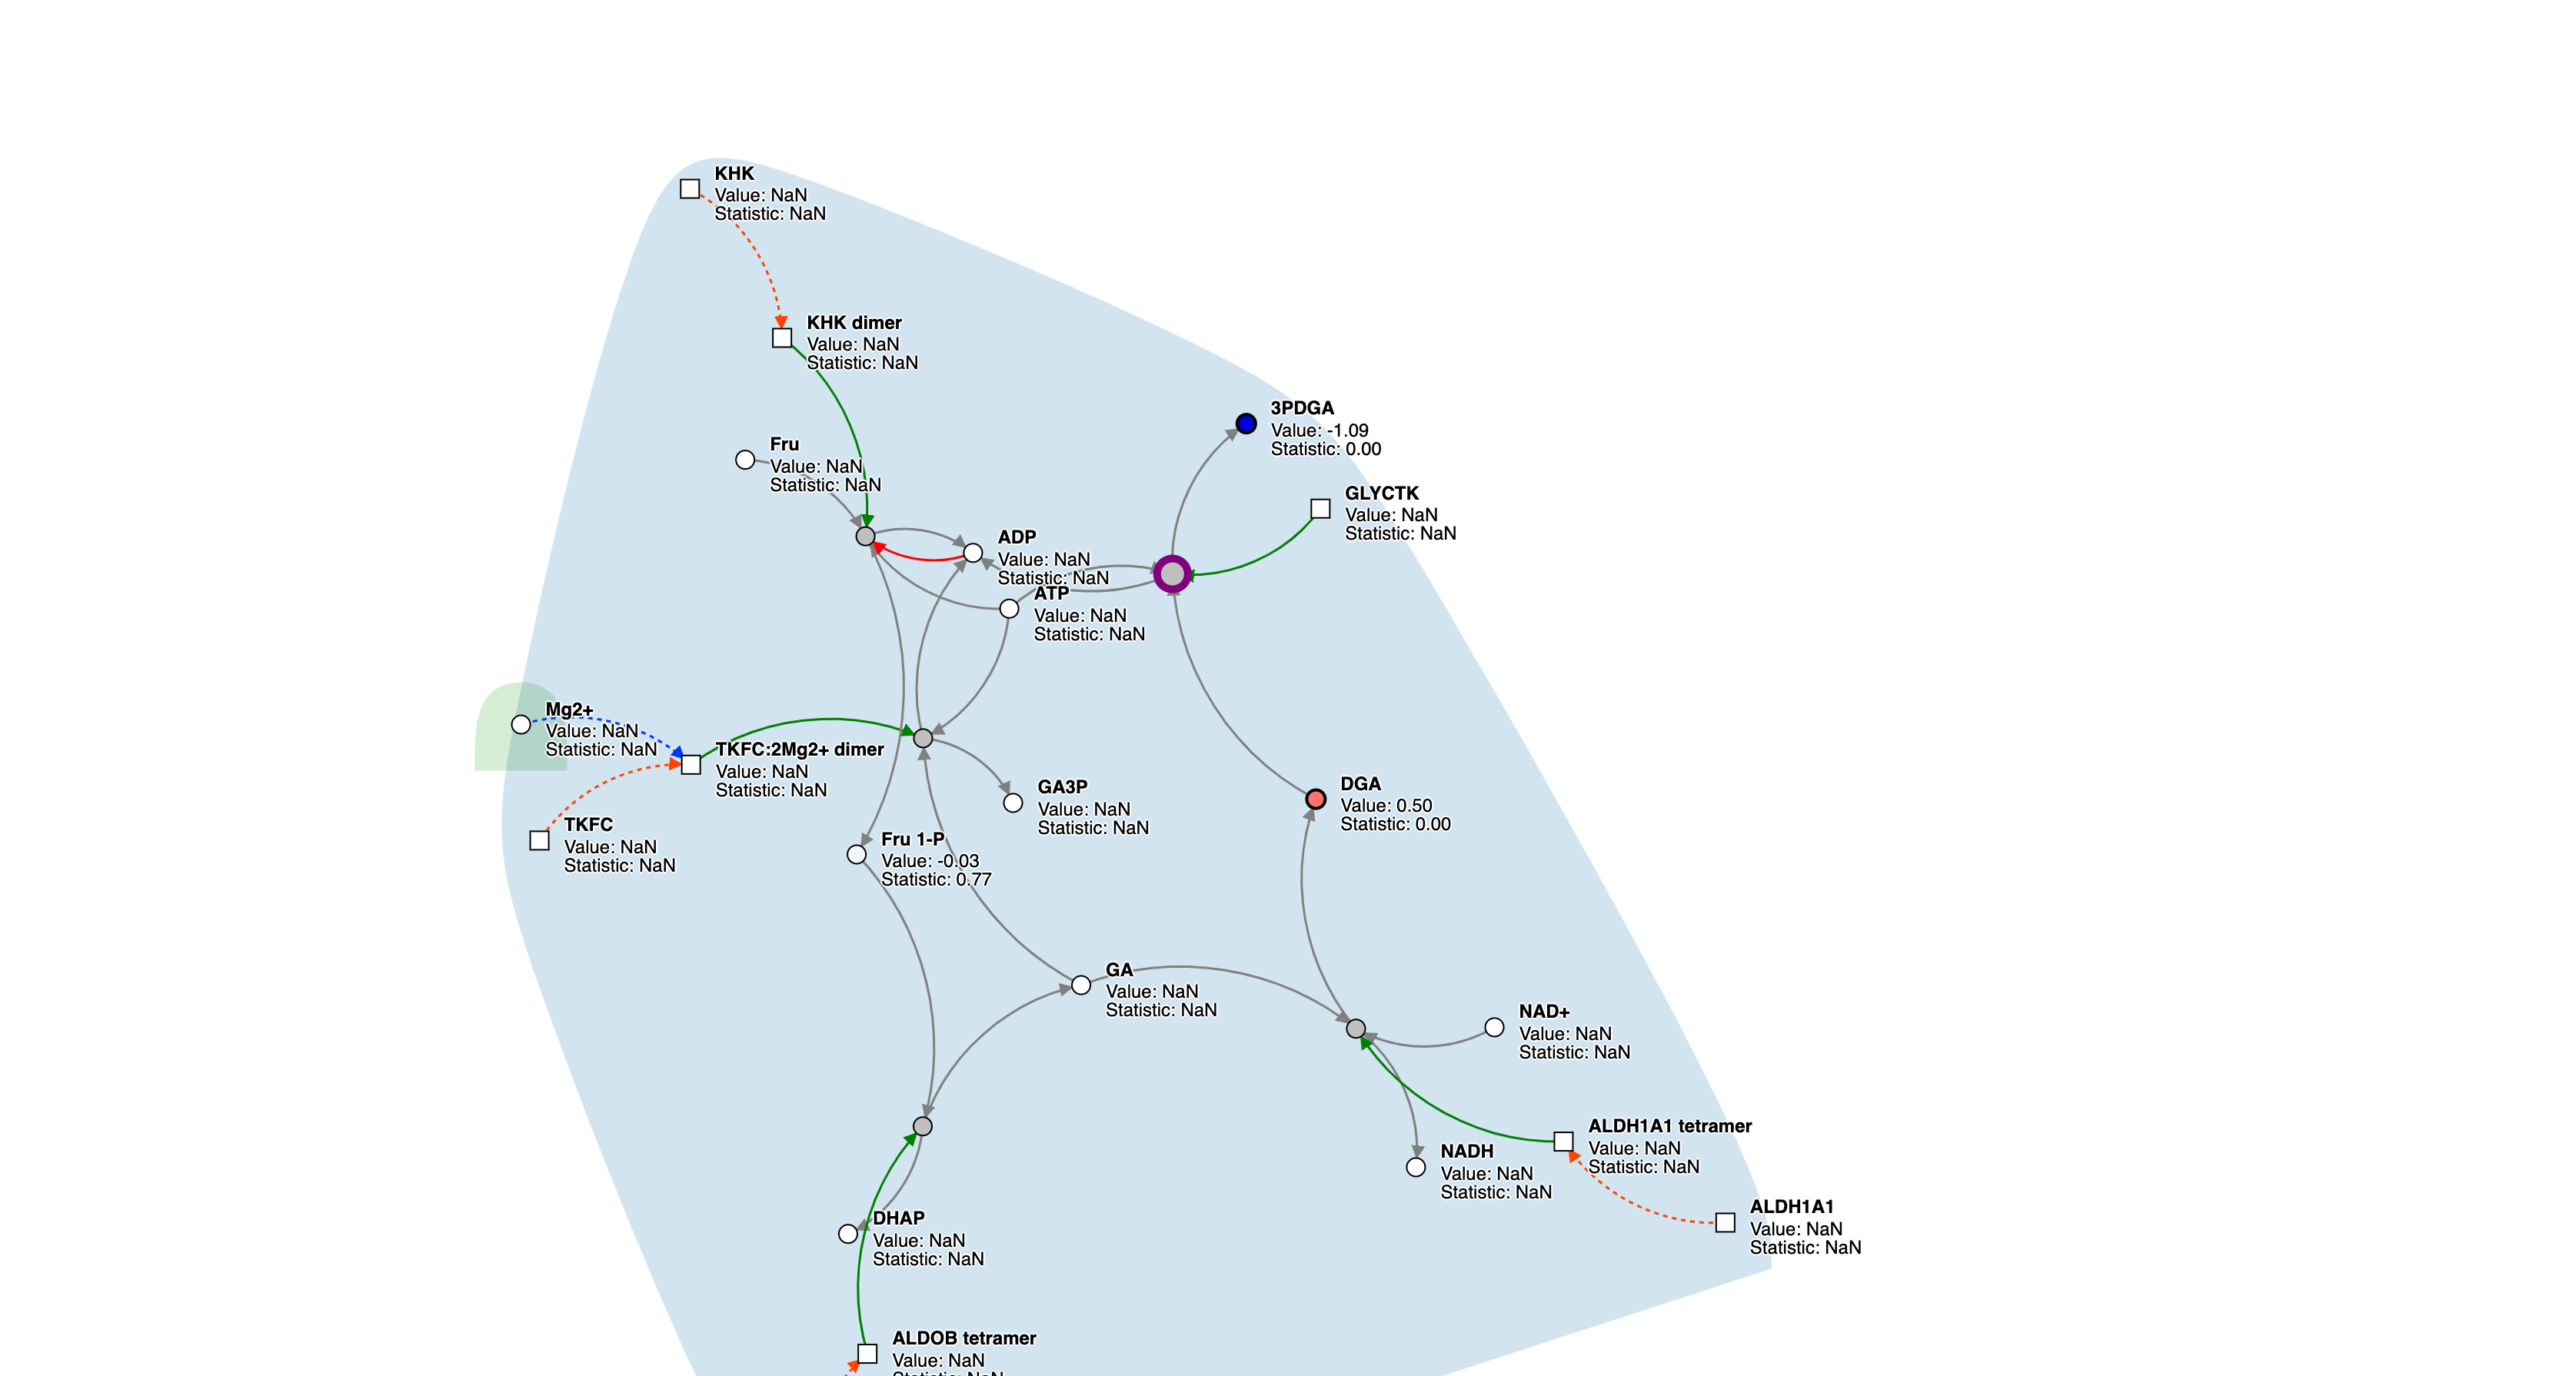 KHK
Value: NaN
Statistic: NaN
KHK dimer
Value: NaN
Statistic: NaN
3PDGA
Value: -1.09
Statistic: 0.00
Fru
Value: NaN
Statistic: NaN
GLYCTK
Value: NaN
Statistic: NaN
ADP
Value: NaN
Statistic: NaN
ATP
Value: NaN
Statistic: NaN
Mg2+
Value: NaN
Statistic: NaN
TKFC:2Mg2+ dimer
Value: NaN
Statistic: NaN
GA3P
Value: NaN
Statistic: NaN
DGA
Value: 0.50
Statistic: 0.00
TKFC
Value: NaN
Statistic: NaN
Fru 1-P
Value: -0.03
Statistic: 0.77
GA
Value: NaN
Statistic: NaN
NAD+
Value: NaN
Statistic: NaN
ALDH1A1 tetramer
Value: NaN
Statistic: NaN
NADH
Value: NaN
Statistic: NaN
ALDH1A1
Value: NaN
Statistic: NaN
DHAP
Value: NaN
Statistic: NaN
ALDOB tetramer
Value: NaN